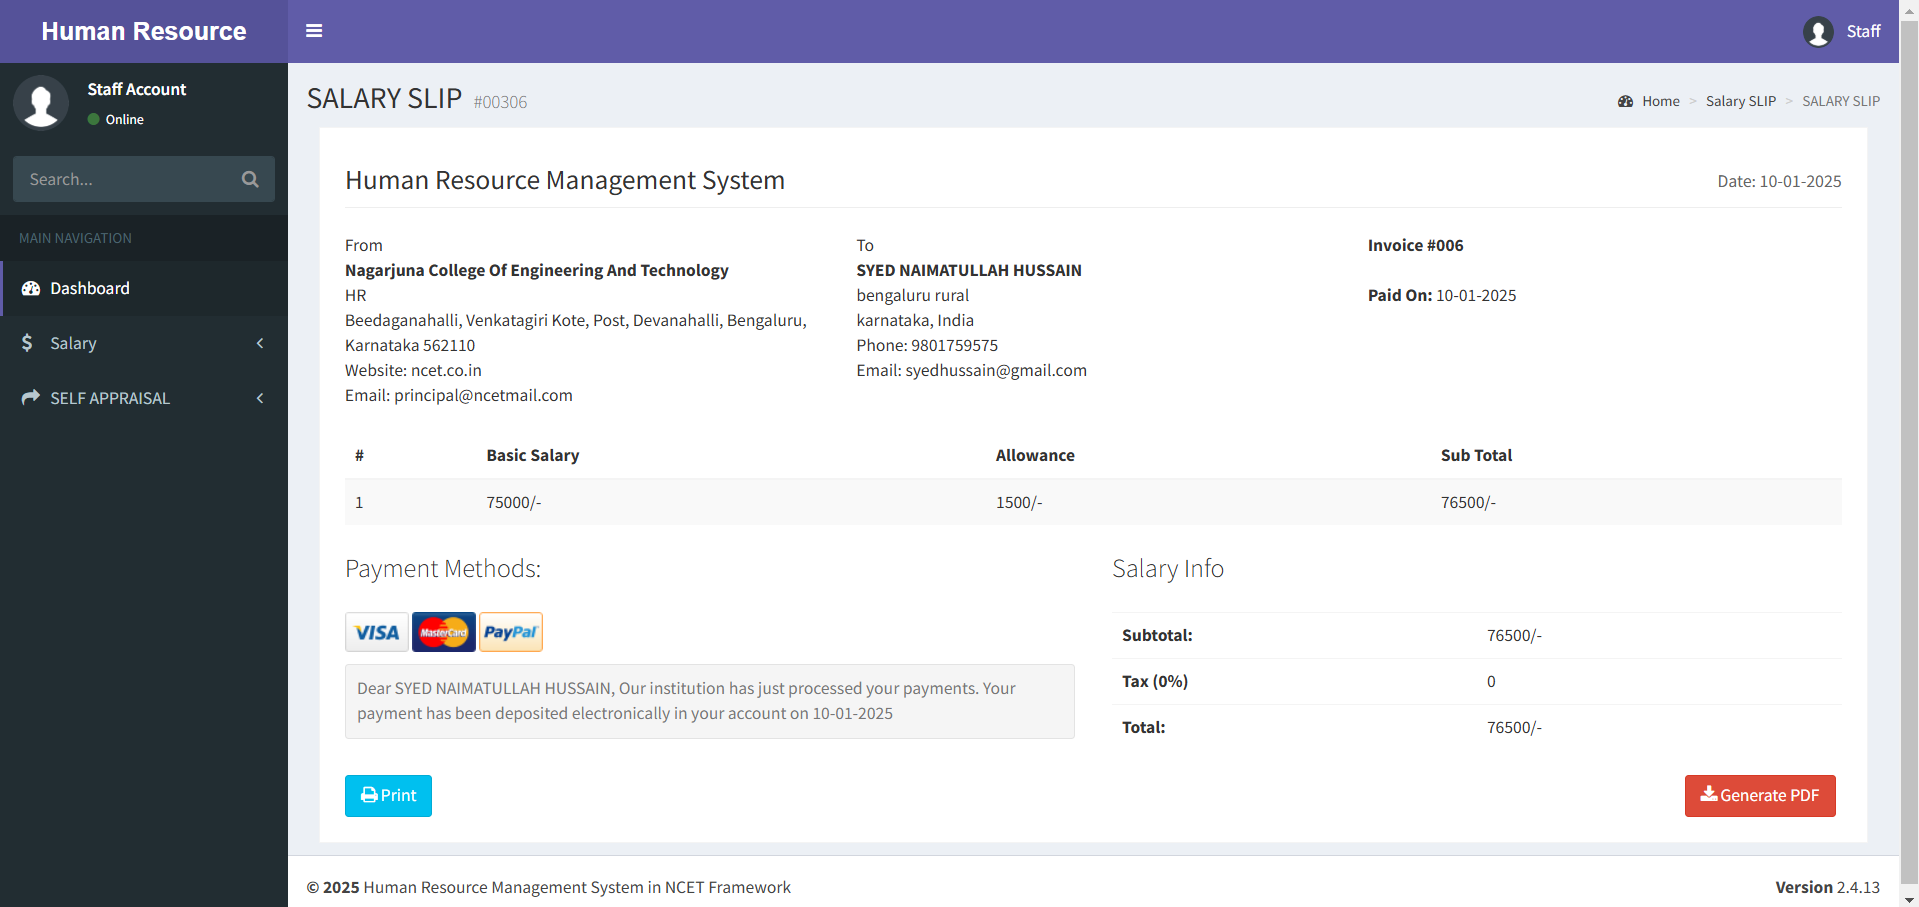 Human Resource
Staff
Staff Account
Online
Search...
MAIN NAVIGATION
Dashboard
Salary
SELF APPRAISAL
SALARY SLIP #00306
Home > Salary SLIP > SALARY SLIP
Human Resource Management System
Date: 10-01-2025
From
Nagarjuna College Of Engineering And Technology
HR
Beedaganahalli, Venkatagiri Kote, Post, Devanahalli, Bengaluru,
Karnataka 562110
Website: ncet.co.in
Email: principal@ncetmail.com
To
SYED NAIMATULLAH HUSSAIN
bengaluru rural
karnataka, India
Phone: 9801759575
Email: syedhussain@gmail.com
Invoice #006
Paid On: 10-01-2025
# Basic Salary Allowance Sub Total
1 75000/- 1500/- 76500/-
Payment Methods:
VISA MasterCard PayPal
Dear SYED NAIMATULLAH HUSSAIN, Our institution has just processed your payments. Your
payment has been deposited electronically in your account on 10-01-2025
Salary Info
Subtotal: 76500/-
Tax (0%) 0
Total: 76500/-
Print
Generate PDF
© 2025 Human Resource Management System in NCET Framework
Version 2.4.13